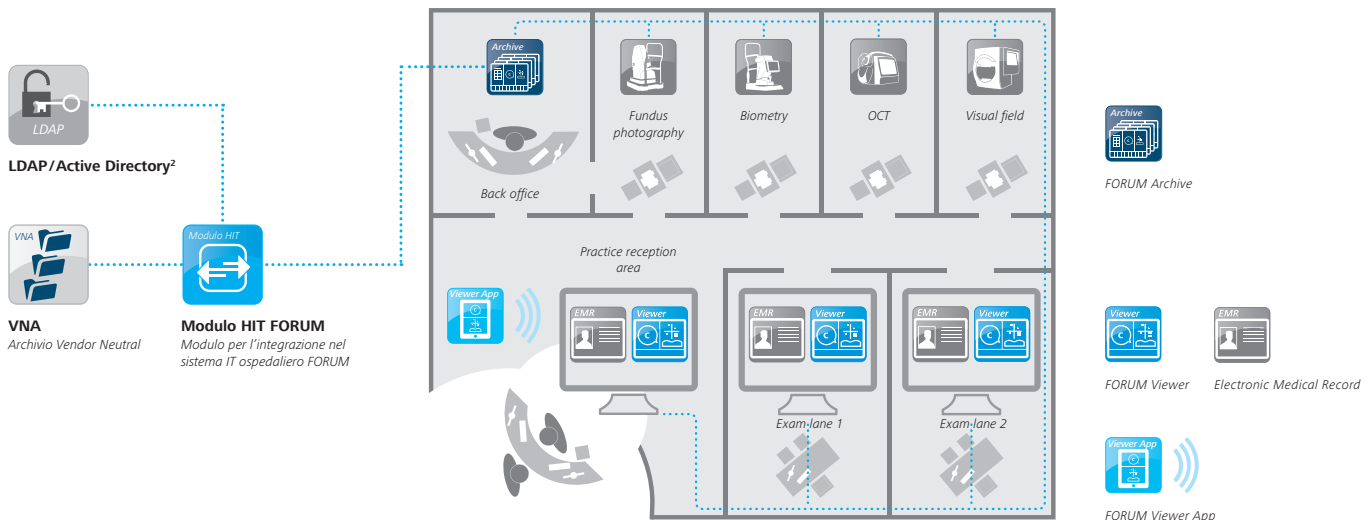 LDAP
LDAP/Active Directory²
VNA
VNA
Archivio Vendor Neutral
Modulo HIT
Modulo HIT FORUM
Modulo per l'integrazione nel
sistema IT ospedaliero FORUM
Archive
Back office
Fundus
photography
Biometry
OCT
Visual field
Practice reception
area
Viewer App
C
EMR
Viewer
C
EMR
Viewer
C
Exam lane 1
EMR
Viewer
C
Exam lane 2
Archive
FORUM Archive
Viewer
C
FORUM Viewer
EMR
Electronic Medical Record
Viewer App
C
FORUM Viewer App